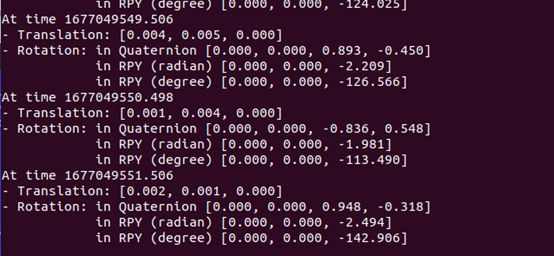 in RPY (degree) [0.000, 0.000, -124.025]
At time 1677049549.506
- Translation: [0.004, 0.005, 0.000]
- Rotation: in Quaternion [0.000, 0.000, 0.893, -0.450]
in RPY (radian) [0.000, 0.000, -2.209]
in RPY (degree) [0.000, 0.000, -126.566]
At time 1677049550.498
- Translation: [0.001, 0.004, 0.000]
- Rotation: in Quaternion [0.000, 0.000, -0.836, 0.548]
in RPY (radian) [0.000, 0.000, -1.981]
in RPY (degree) [0.000, 0.000, -113.490]
At time 1677049551.506
- Translation: [0.002, 0.001, 0.000]
- Rotation: in Quaternion [0.000, 0.000, 0.948, -0.318]
in RPY (radian) [0.000, 0.000, -2.494]
in RPY (degree) [0.000, 0.000, -142.906]